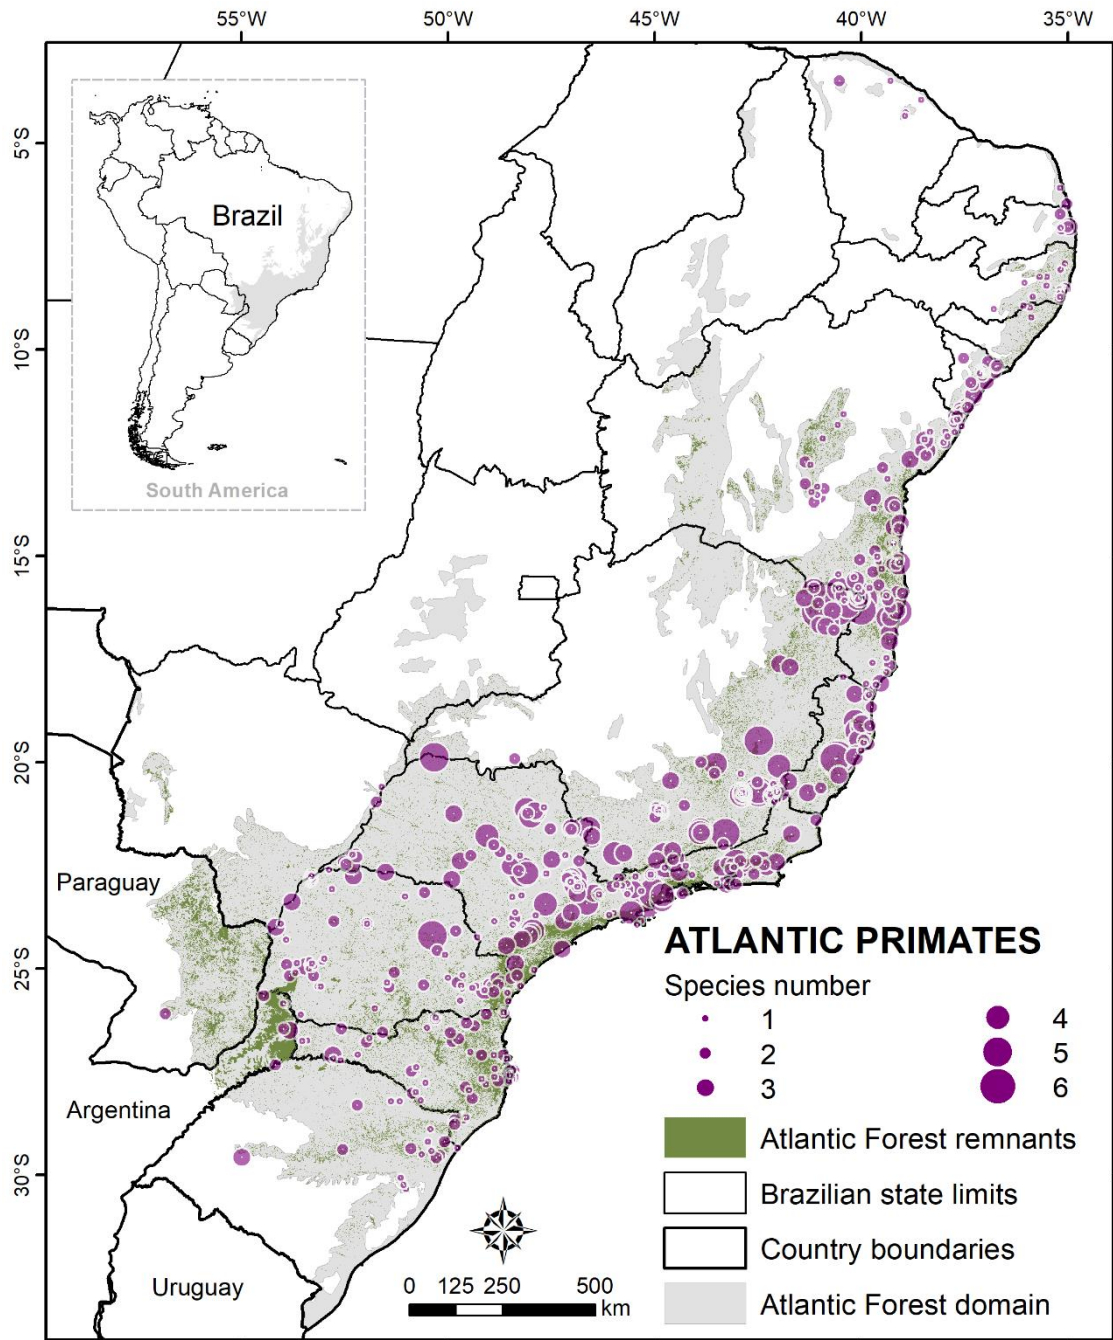 55°W 50°W 45°W 40°W 35°W
5°S
10°S
15°S
20°S
25°S
30°S
Brazil
South America
Paraguay
Argentina
Uruguay
ATLANTIC PRIMATES
Species number
1 4
2 5
3 6
Atlantic Forest remnants
Brazilian state limits
Country boundaries
Atlantic Forest domain
0 125 250 500
km